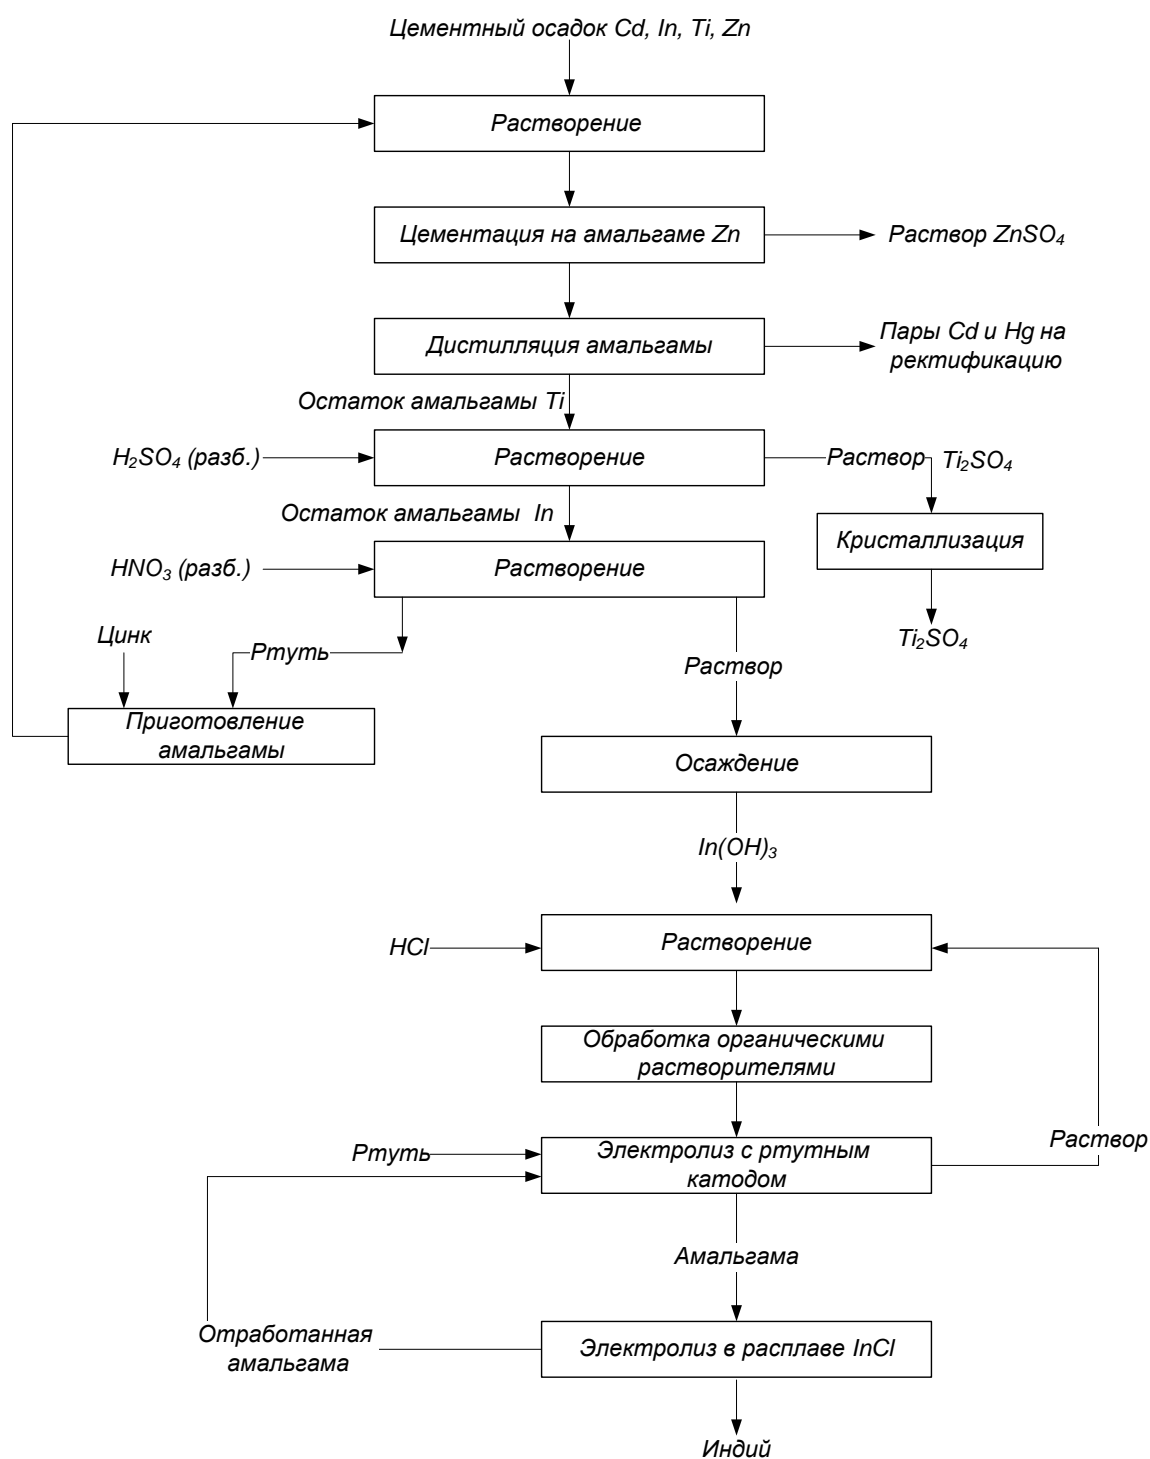 Цементный осадок Cd, In, Ti, Zn
Растворение
Цементация на амальгаме Zn
Раствор ZnSO₄
Дистилляция амальгамы
Пары Cd и Hg на
ректификацию
Остаток амальгамы Ti
H₂SO₄ (разб.)
Растворение
Раствор Ti₂SO₄
Остаток амальгамы In
Кристаллизация
HNO₃ (разб.)
Растворение
Ti₂SO₄
Цинк
Ртуть
Раствор
Приготовление
амальгамы
Осаждение
In(OH)₃
HCl
Растворение
Обработка органическими
растворителями
Ртуть
Электролиз с ртутным
катодом
Раствор
Амальгама
Отработанная
амальгама
Электролиз в расплаве InCl
Индий